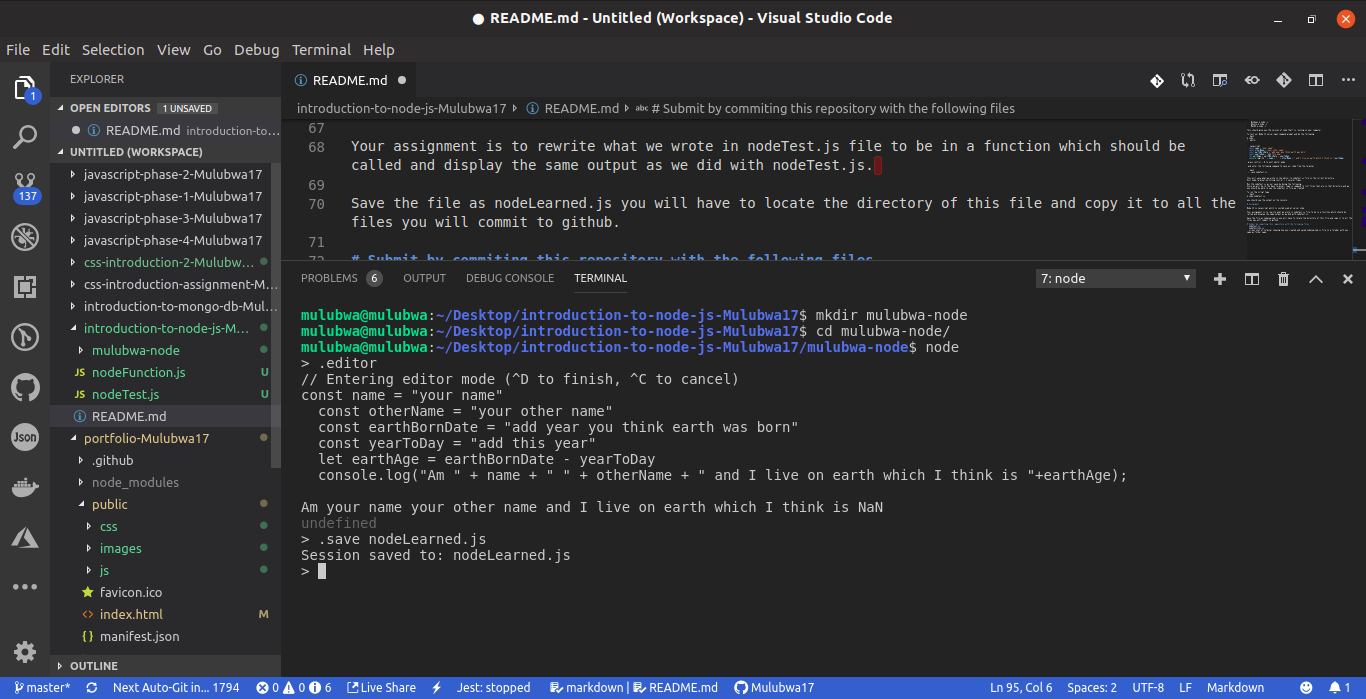 README.md - Untitled (Workspace) - Visual Studio Code
File Edit Selection View Go Debug Terminal Help
1
137
Json
EXPLORER
OPEN EDITORS 1 UNSAVED
README.md introduction-to...
UNTITLED (WORKSPACE)
javascript-phase-2-Mulubwa17
javascript-phase-1-Mulubwa17
javascript-phase-3-Mulubwa17
javascript-phase-4-Mulubwa17
css-introduction-2-Mulubw...
css-introduction-assignment-M...
introduction-to-mongo-db-Mul...
introduction-to-node-js-M...
mulubwa-node
JS nodeFunction.js U
JS nodeTest.js U
README.md
portfolio-Mulubwa17
.github
node_modules
public
css
images
js
favicon.ico
<> index.html M
{} manifest.json
OUTLINE
README.md
introduction-to-node-js-Mulubwa17 README.md abc # Submit by commiting this repository with the following files
67
68 Your assignment is to rewrite what we wrote in nodeTest.js file to be in a function which should be
called and display the same output as we did with nodeTest.js.
69
70 Save the file as nodeLearned.js you will have to locate the directory of this file and copy it to all the
files you will commit to github.
71
72 # Submit by commiting this repository with the following files
PROBLEMS 6 OUTPUT DEBUG CONSOLE TERMINAL 7: node
mulubwa@mulubwa:~/Desktop/introduction-to-node-js-Mulubwa17$ mkdir mulubwa-node
mulubwa@mulubwa:~/Desktop/introduction-to-node-js-Mulubwa17$ cd mulubwa-node/
mulubwa@mulubwa:~/Desktop/introduction-to-node-js-Mulubwa17/mulubwa-node$ node
> .editor
// Entering editor mode (^D to finish, ^C to cancel)
const name = "your name"
const otherName = "your other name"
const earthBornDate = "add year you think earth was born"
const yearToDay = "add this year"
let earthAge = earthBornDate - yearToDay
console.log("Am " + name + " " + otherName + " and I live on earth which I think is "+earthAge);
Am your name your other name and I live on earth which I think is NaN
undefined
> .save nodeLearned.js
Session saved to: nodeLearned.js
>
master* Next Auto-Git in... 1794 0 0 6 Live Share Jest: stopped markdown | README.md Mulubwa17 Ln 95, Col 6 Spaces: 2 UTF-8 LF Markdown 1